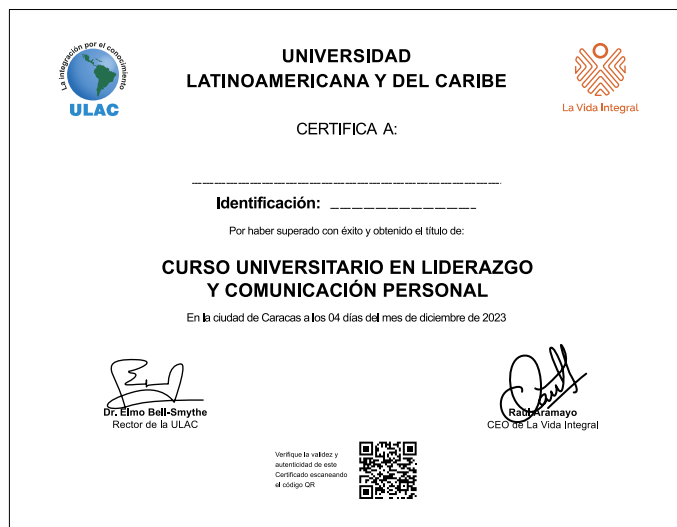 La integración por el conocimiento
ULAC
UNIVERSIDAD
LATINOAMERICANA Y DEL CARIBE
La Vida Integral
CERTIFICA A:
Identificación:
Por haber superado con éxito y obtenido el título de:
CURSO UNIVERSITARIO EN LIDERAZGO
Y COMUNICACIÓN PERSONAL
En la ciudad de Caracas a los 04 días del mes de diciembre de 2023
Dr. Elmo Bell-Smythe
Rector de la ULAC
Raúl Aramayo
CEO de La Vida Integral
Verifique la validez y
autenticidad de este
Certificado escaneando
el código QR